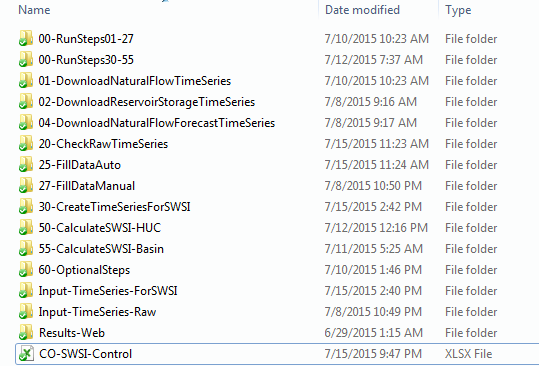 Name Date modified Type
00-RunSteps01-27 7/10/2015 10:23 AM File folder
00-RunSteps30-55 7/12/2015 7:37 AM File folder
01-DownloadNaturalFlowTimeSeries 7/10/2015 10:23 AM File folder
02-DownloadReservoirStorageTimeSeries 7/8/2015 9:16 AM File folder
04-DownloadNaturalFlowForecastTimeSeries 7/8/2015 9:17 AM File folder
20-CheckRawTimeSeries 7/15/2015 11:23 AM File folder
25-FillDataAuto 7/15/2015 11:24 AM File folder
27-FillDataManual 7/8/2015 10:50 PM File folder
30-CreateTimeSeriesForSWSI 7/15/2015 2:42 PM File folder
50-CalculateSWSI-HUC 7/12/2015 12:16 PM File folder
55-CalculateSWSI-Basin 7/11/2015 5:25 AM File folder
60-OptionalSteps 7/10/2015 1:46 PM File folder
Input-TimeSeries-ForSWSI 7/15/2015 2:40 PM File folder
Input-TimeSeries-Raw 7/8/2015 10:49 PM File folder
Results-Web 6/29/2015 1:15 AM File folder
CO-SWSI-Control 7/15/2015 9:47 PM XLSX File